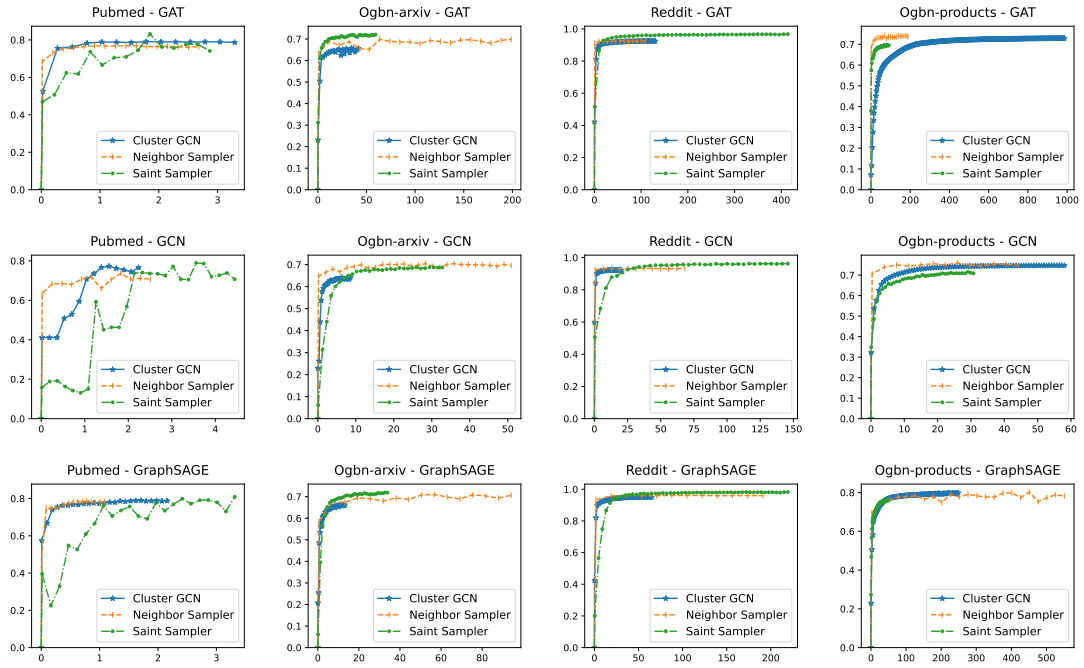 Pubmed - GAT
0.8
0.6
0.4
0.2
0.0
0 1 2 3
Cluster GCN
Neighbor Sampler
Saint Sampler
Ogbn-arxiv - GAT
0.7
0.6
0.5
0.4
0.3
0.2
0.1
0.0
0 50 100 150 200
Cluster GCN
Neighbor Sampler
Saint Sampler
Reddit - GAT
1.0
0.8
0.6
0.4
0.2
0.0
0 100 200 300 400
Cluster GCN
Neighbor Sampler
Saint Sampler
Ogbn-products - GAT
0.7
0.6
0.5
0.4
0.3
0.2
0.1
0.0
0 200 400 600 800 1000
Cluster GCN
Neighbor Sampler
Saint Sampler
Pubmed - GCN
0.8
0.6
0.4
0.2
0.0
0 1 2 3 4
Cluster GCN
Neighbor Sampler
Saint Sampler
Ogbn-arxiv - GCN
0.7
0.6
0.5
0.4
0.3
0.2
0.1
0.0
0 10 20 30 40 50
Cluster GCN
Neighbor Sampler
Saint Sampler
Reddit - GCN
1.0
0.8
0.6
0.4
0.2
0.0
0 25 50 75 100 125 150
Cluster GCN
Neighbor Sampler
Saint Sampler
Ogbn-products - GCN
0.8
0.7
0.6
0.5
0.4
0.3
0.2
0.1
0.0
0 10 20 30 40 50 60
Cluster GCN
Neighbor Sampler
Saint Sampler
Pubmed - GraphSAGE
0.8
0.6
0.4
0.2
0.0
0 1 2 3
Cluster GCN
Neighbor Sampler
Saint Sampler
Ogbn-arxiv - GraphSAGE
0.7
0.6
0.5
0.4
0.3
0.2
0.1
0.0
0 20 40 60 80
Cluster GCN
Neighbor Sampler
Saint Sampler
Reddit - GraphSAGE
1.0
0.8
0.6
0.4
0.2
0.0
0 50 100 150 200
Cluster GCN
Neighbor Sampler
Saint Sampler
Ogbn-products - GraphSAGE
0.8
0.6
0.4
0.2
0.0
0 100 200 300 400 500
Cluster GCN
Neighbor Sampler
Saint Sampler